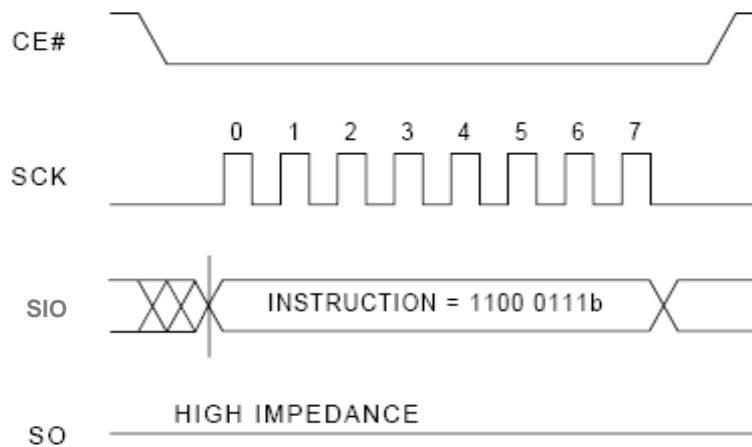 CE#
0 1 2 3 4 5 6 7
SCK
SIO
INSTRUCTION = 1100 0111b
HIGH IMPEDANCE
SO